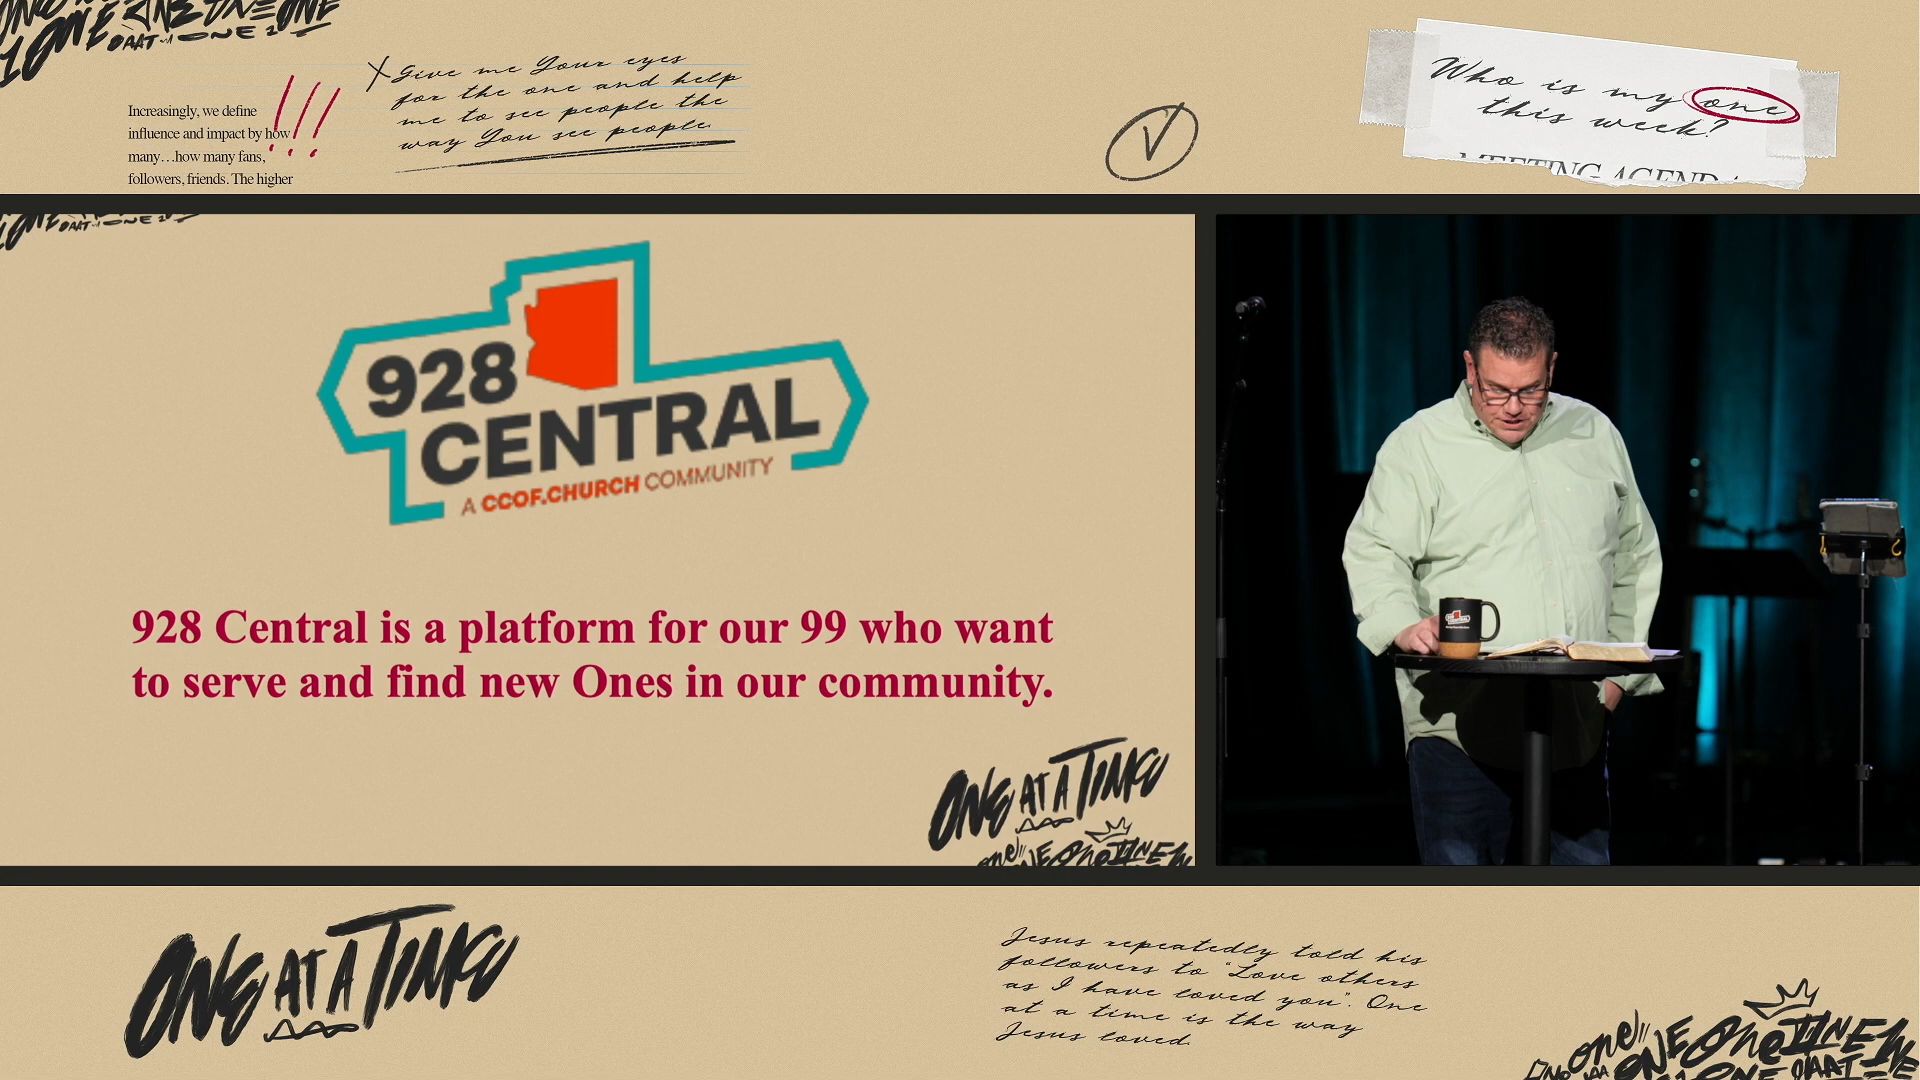 Increasingly, we define
influence and impact by how
many…how many fans,
followers, friends. The higher
Give me Your eyes
for the one and help
me to see people the
way You see people.
Who is my one
this week?
MEETING AGENDA
928
CENTRAL
A CCOF.CHURCH COMMUNITY
928 Central is a platform for our 99 who want
to serve and find new Ones in our community.
ONE AT A TIME
ONE AT A TIME
Jesus repeatedly told his
followers to "Love others
as I have loved you". One
at a time is the way
Jesus loved.